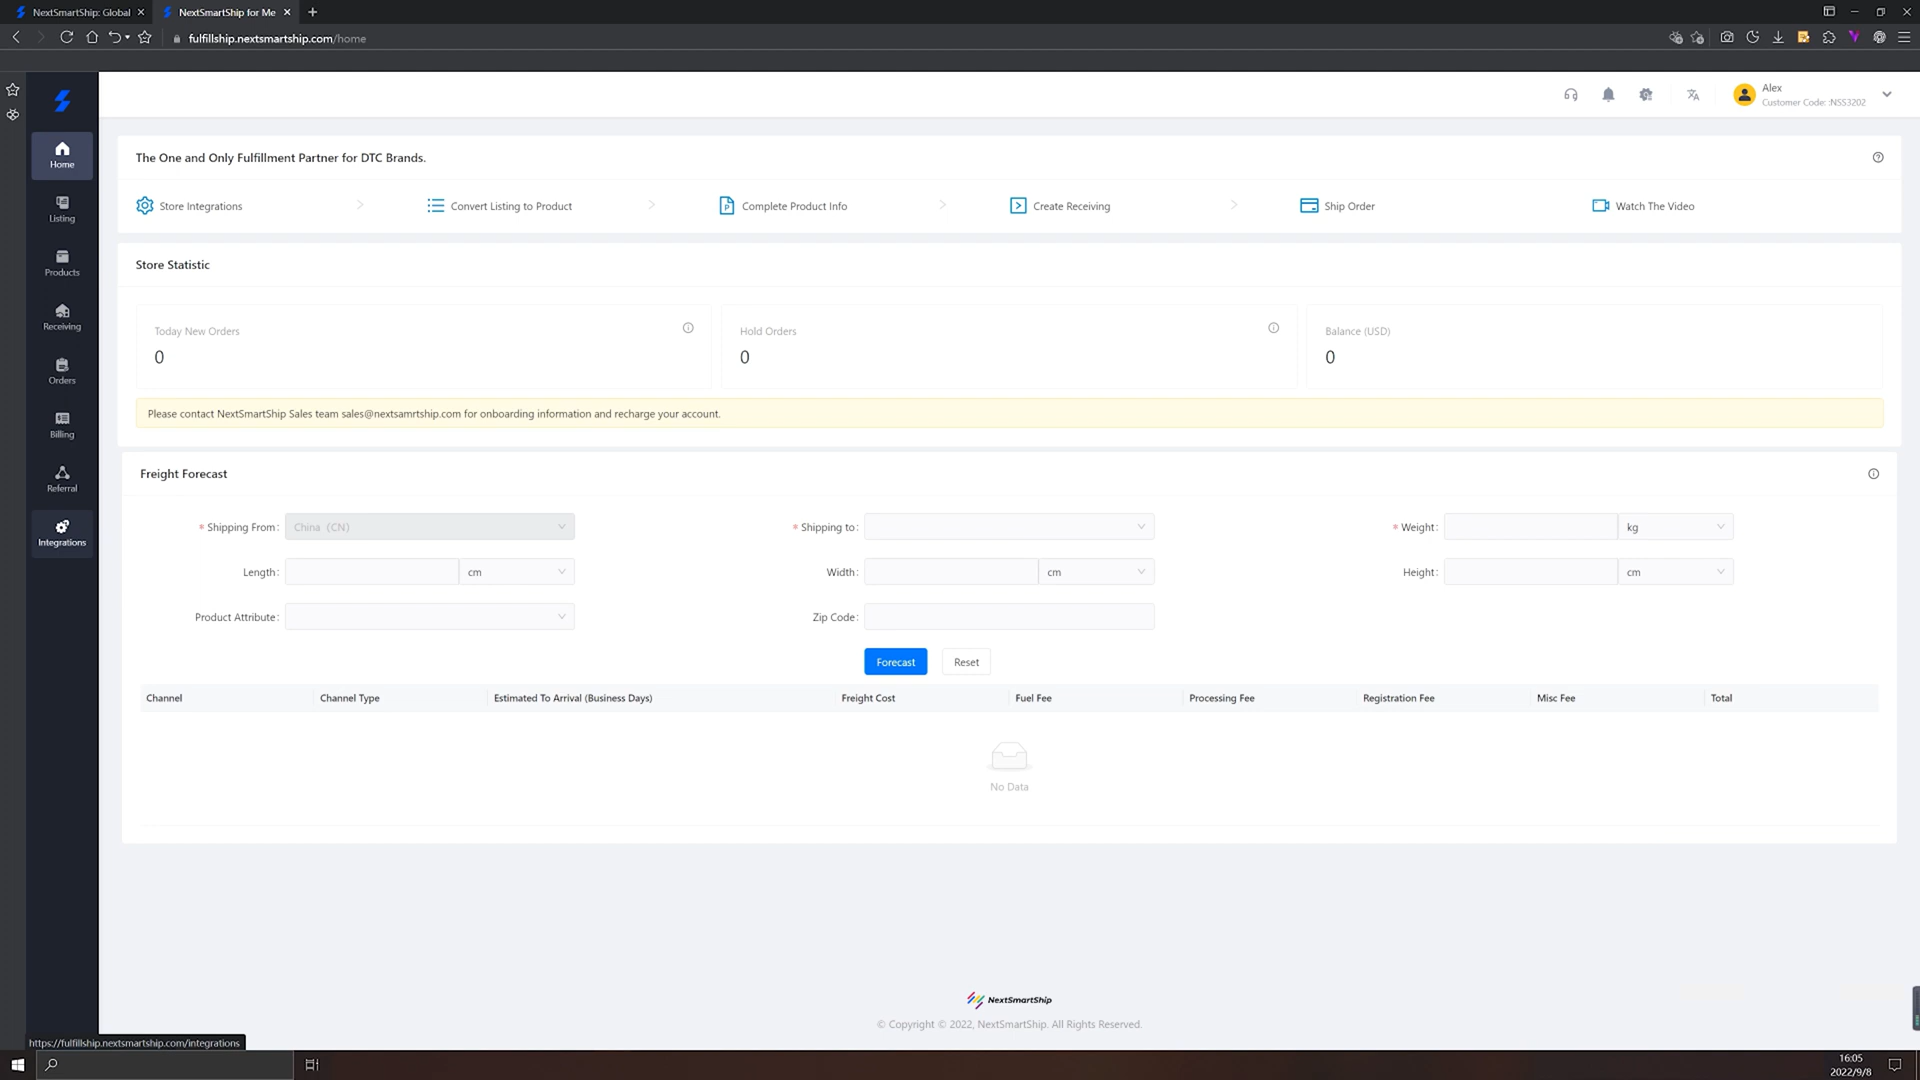 NextSmartShip: Global
NextSmartShip for Me
fulfillship.nextsmartship.com/home
Alex
Customer Code: :NSS3202
Home
Listing
Products
Receiving
Orders
Billing
Referral
Integrations
The One and Only Fulfillment Partner for DTC Brands.
Store Integrations
Convert Listing to Product
Complete Product Info
Create Receiving
Ship Order
Watch The Video
Store Statistic
Today New Orders
0
Hold Orders
0
Balance (USD)
0
Please contact NextSmartShip Sales team sales@nextsamrtship.com for onboarding information and recharge your account.
Freight Forecast
* Shipping From: China (CN)
* Shipping to:
* Weight: kg
Length: cm
Width: cm
Height: cm
Product Attribute:
Zip Code:
Forecast
Reset
Channel Channel Type Estimated To Arrival (Business Days) Freight Cost Fuel Fee Processing Fee Registration Fee Misc Fee Total
No Data
NextSmartShip
© Copyright © 2022, NextSmartShip. All Rights Reserved.
https://fulfillship.nextsmartship.com/integrations
16:05
2022/9/8